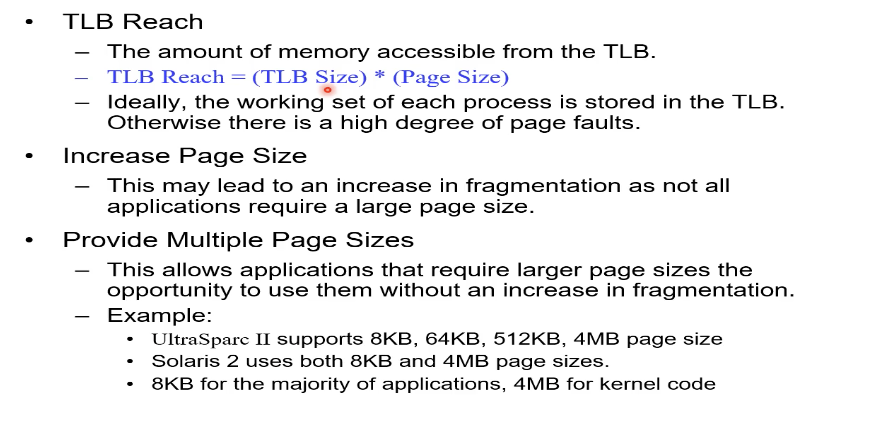 • TLB Reach
– The amount of memory accessible from the TLB.
– TLB Reach = (TLB Size) * (Page Size)
– Ideally, the working set of each process is stored in the TLB.
Otherwise there is a high degree of page faults.
• Increase Page Size
– This may lead to an increase in fragmentation as not all
applications require a large page size.
• Provide Multiple Page Sizes
– This allows applications that require larger page sizes the
opportunity to use them without an increase in fragmentation.
– Example:
• UltraSparc II supports 8KB, 64KB, 512KB, 4MB page size
• Solaris 2 uses both 8KB and 4MB page sizes.
• 8KB for the majority of applications, 4MB for kernel code